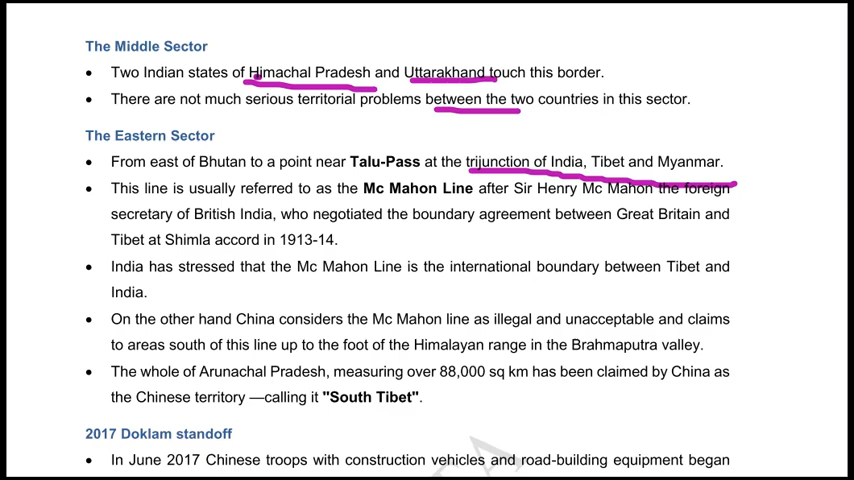 The Middle Sector
• Two Indian states of Himachal Pradesh and Uttarakhand touch this border.
• There are not much serious territorial problems between the two countries in this sector.
The Eastern Sector
• From east of Bhutan to a point near Talu-Pass at the trijunction of India, Tibet and Myanmar.
• This line is usually referred to as the Mc Mahon Line after Sir Henry Mc Mahon the foreign
secretary of British India, who negotiated the boundary agreement between Great Britain and
Tibet at Shimla accord in 1913-14.
• India has stressed that the Mc Mahon Line is the international boundary between Tibet and
India.
• On the other hand China considers the Mc Mahon line as illegal and unacceptable and claims
to areas south of this line up to the foot of the Himalayan range in the Brahmaputra valley.
• The whole of Arunachal Pradesh, measuring over 88,000 sq km has been claimed by China as
the Chinese territory —calling it "South Tibet".
2017 Doklam standoff
• In June 2017 Chinese troops with construction vehicles and road-building equipment began